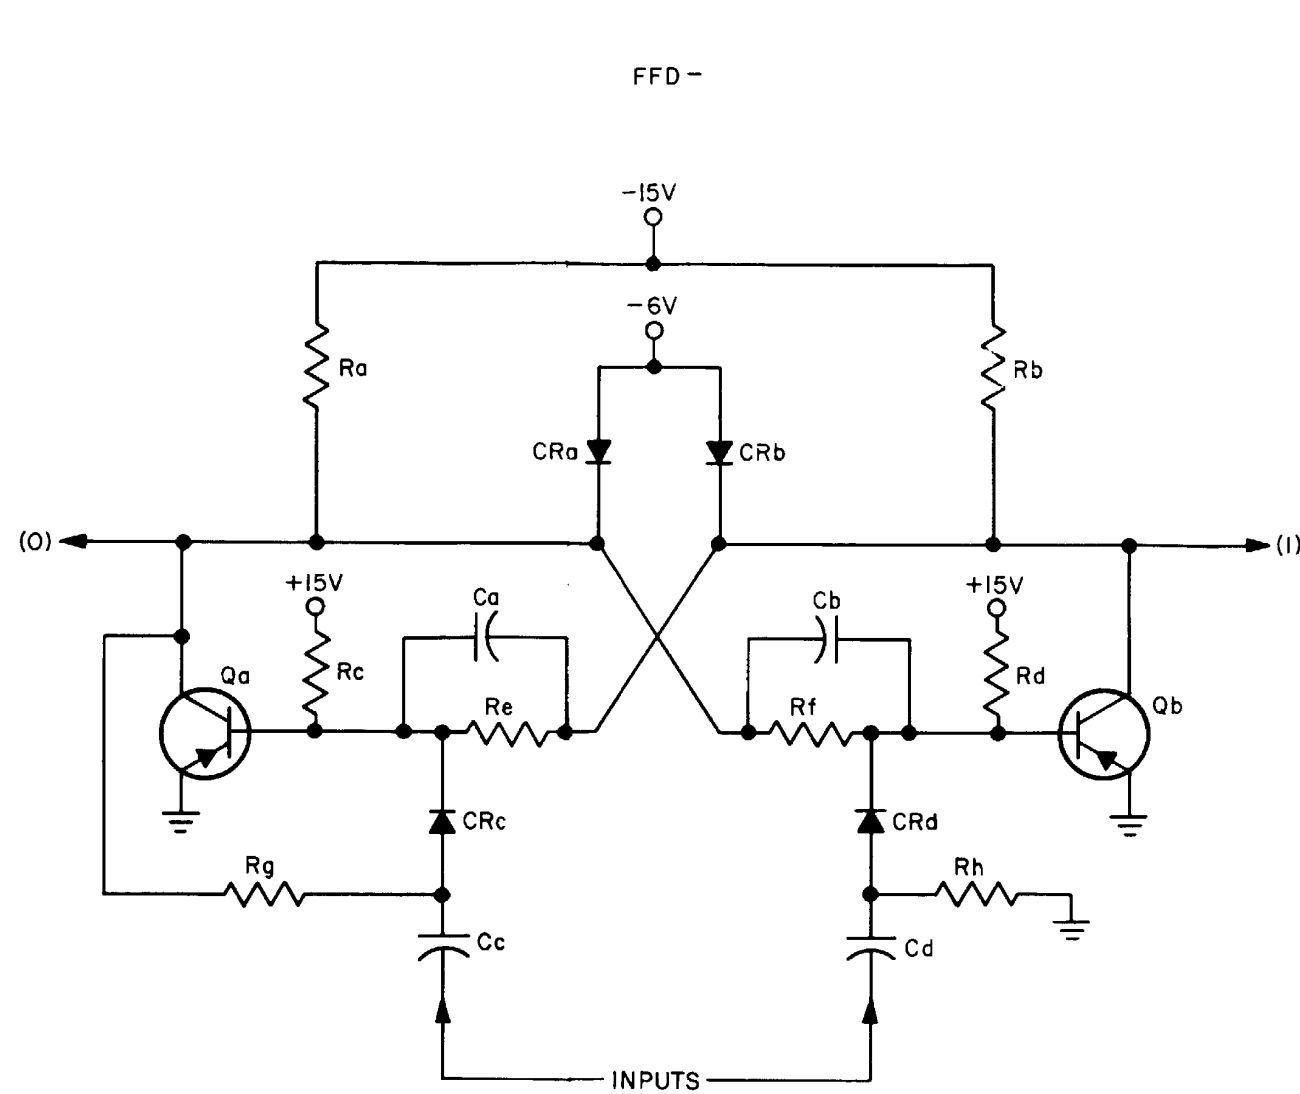 FFD-
-15V
-6V
Ra
Rb
CRa
CRb
(0)
(1)
+15V
Ca
Cb
+15V
Qa
Rc
Re
Rf
Rd
Qb
CRc
CRd
Rg
Rh
Cc
Cd
INPUTS